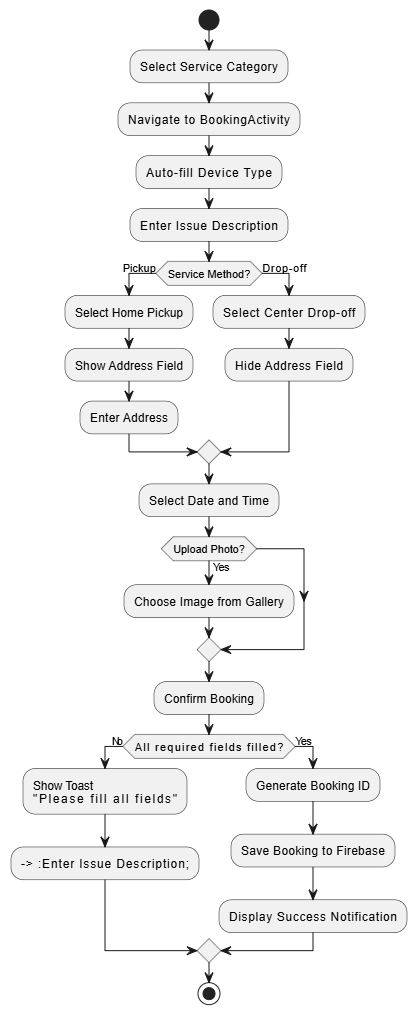 Select Service Category
Navigate to BookingActivity
Auto-fill Device Type
Enter Issue Description
Pickup
Service Method?
Drop-off
Select Home Pickup
Select Center Drop-off
Show Address Field
Hide Address Field
Enter Address
Select Date and Time
Upload Photo?
Yes
Choose Image from Gallery
Confirm Booking
No
All required fields filled?
Yes
Show Toast
"Please fill all fields"
Generate Booking ID
-> :Enter Issue Description;
Save Booking to Firebase
Display Success Notification